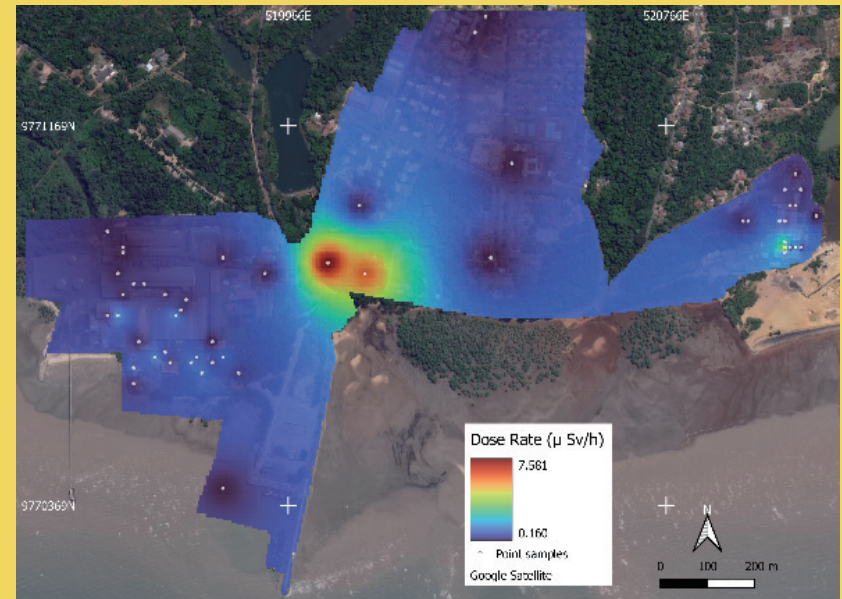 519966E 520766E
9771169N
9770369N
Dose Rate (µ Sv/h)
7.581
0.160
Point samples
Google Satellite
N
0 100 200 m